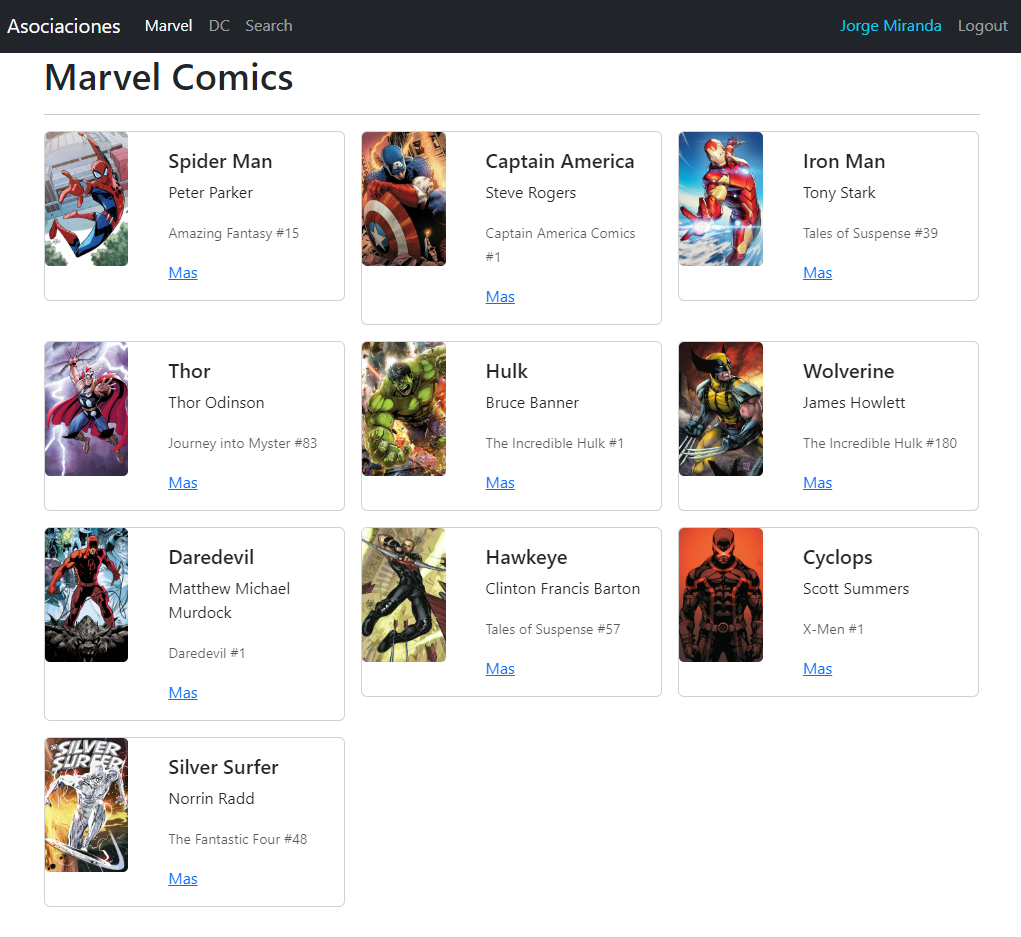 Asociaciones Marvel DC Search Jorge Miranda Logout
Marvel Comics
Spider Man
Peter Parker
Amazing Fantasy #15
Mas
Captain America
Steve Rogers
Captain America Comics
#1
Mas
Iron Man
Tony Stark
Tales of Suspense #39
Mas
Thor
Thor Odinson
Journey into Myster #83
Mas
Hulk
Bruce Banner
The Incredible Hulk #1
Mas
Wolverine
James Howlett
The Incredible Hulk #180
Mas
Daredevil
Matthew Michael
Murdock
Daredevil #1
Mas
Hawkeye
Clinton Francis Barton
Tales of Suspense #57
Mas
Cyclops
Scott Summers
X-Men #1
Mas
THE SILVER
SURFER
Silver Surfer
Norrin Radd
The Fantastic Four #48
Mas